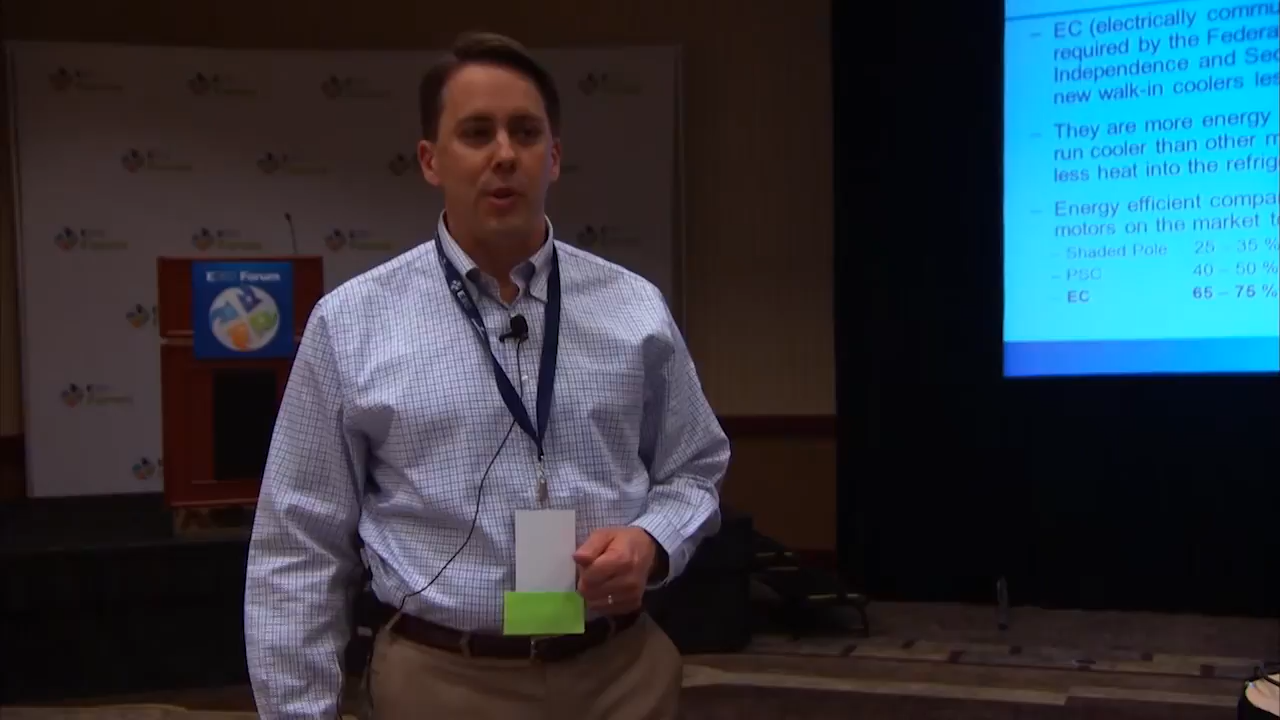 Forum
– EC (electrically commu
required by the Federa
Independence and Sec
new walk-in coolers les
– They are more energy
run cooler than other m
less heat into the refrig
– Energy efficient compa
motors on the market t
– Shaded Pole 25 – 35 %
– PSC 40 – 50 %
– EC 65 – 75 %